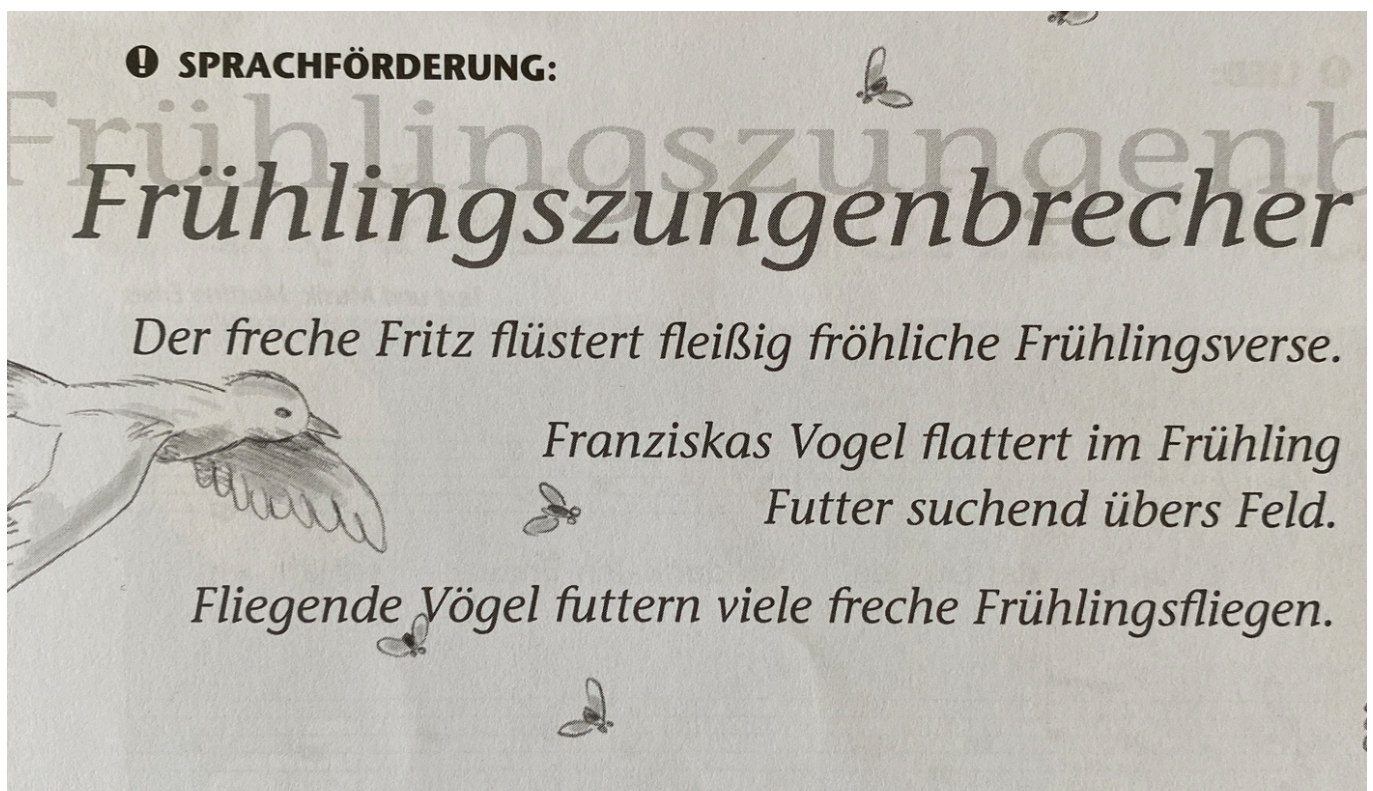 SPRACHFÖRDERUNG:
Frühlingszungenb
Frühlingszungenbrecher
Der freche Fritz flüstert fleißig fröhliche Frühlingsverse.
Franziskas Vogel flattert im Frühling
Futter suchend übers Feld.
Fliegende Vögel futtern viele freche Frühlingsfliegen.